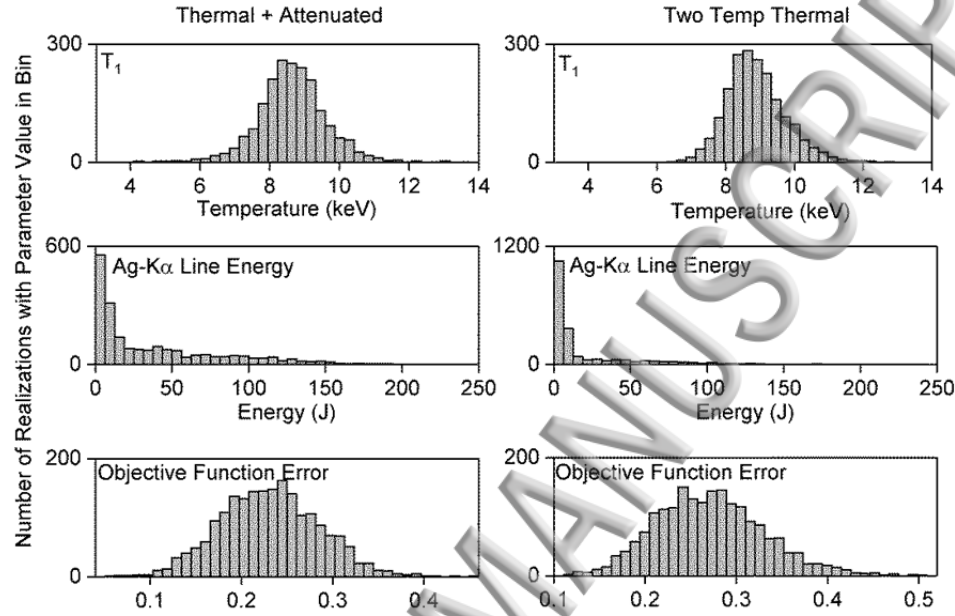 Thermal + Attenuated
Two Temp Thermal
Number of Realizations with Parameter Value in Bin
300
T1
0
4 6 8 10 12 14
Temperature (keV)
300
T1
0
4 6 8 10 12 14
Temperature (keV)
600
Ag-Kα Line Energy
0
0 50 100 150 200 250
Energy (J)
1200
Ag-Kα Line Energy
0
0 50 100 150 200 250
Energy (J)
200
Objective Function Error
0
0.1 0.2 0.3 0.4
200
Objective Function Error
0
0.1 0.2 0.3 0.4 0.5
MANUSCRIP